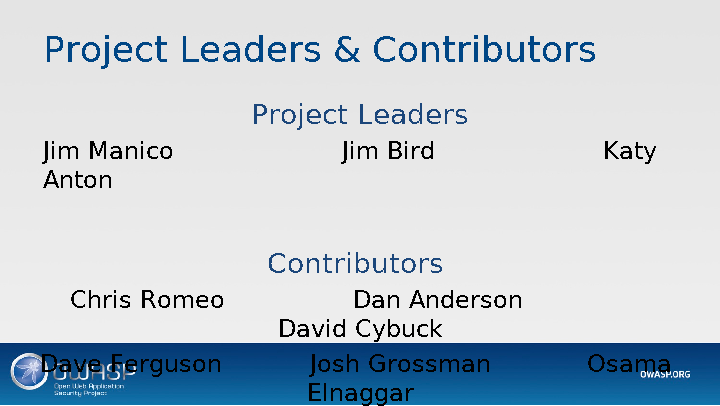 Project Leaders & Contributors
Project Leaders
Jim Manico Jim Bird Katy
Anton
Contributors
Chris Romeo Dan Anderson
David Cybuck
Dave Ferguson Josh Grossman Osama
Elnaggar
OWASP
Open Web Application
Security Project
OWASP.ORG